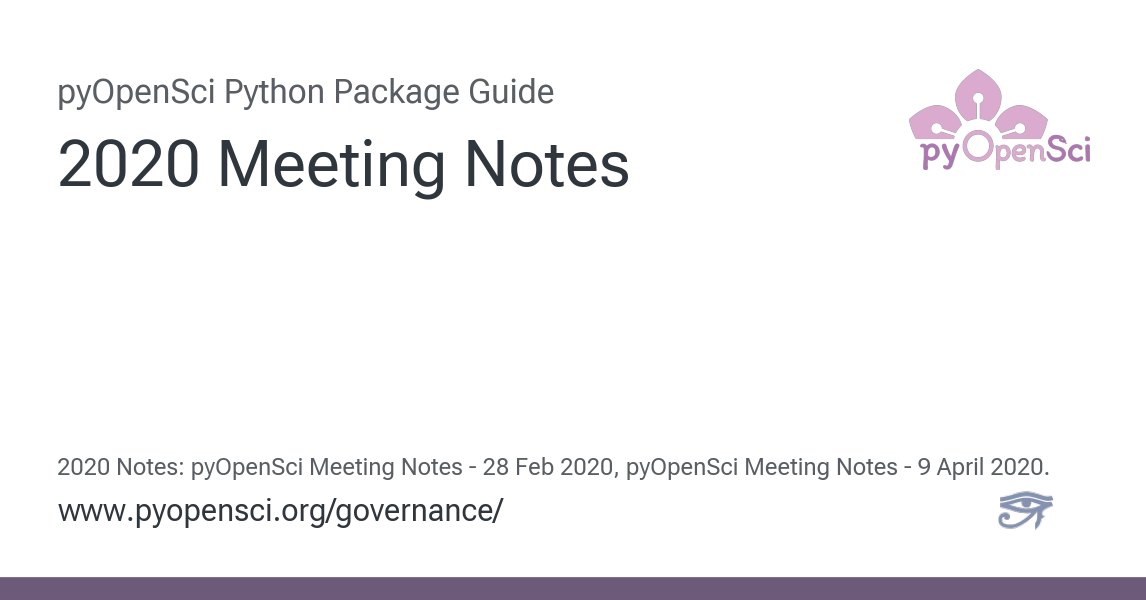 pyOpenSci Python Package Guide
2020 Meeting Notes
pyOpenSci
2020 Notes: pyOpenSci Meeting Notes - 28 Feb 2020, pyOpenSci Meeting Notes - 9 April 2020.
www.pyopensci.org/governance/